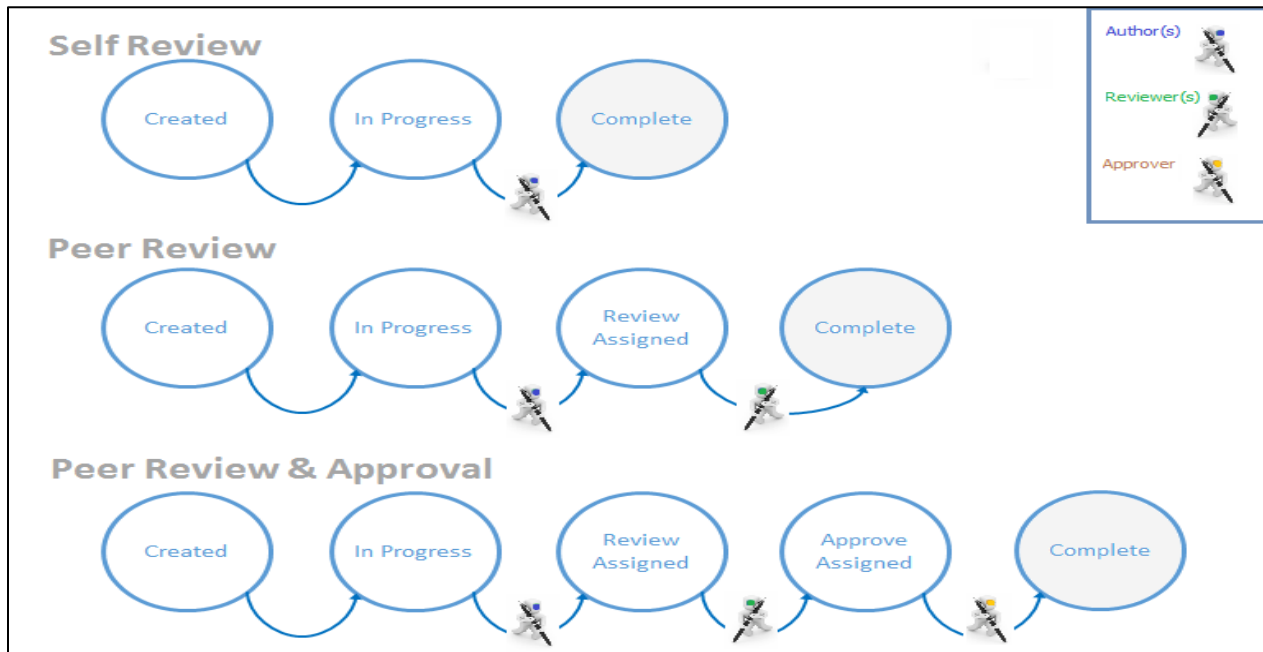 Self Review
Created
In Progress
Complete
Author(s)
Reviewer(s)
Approver
Peer Review
Created
In Progress
Review
Assigned
Complete
Peer Review & Approval
Created
In Progress
Review
Assigned
Approve
Assigned
Complete